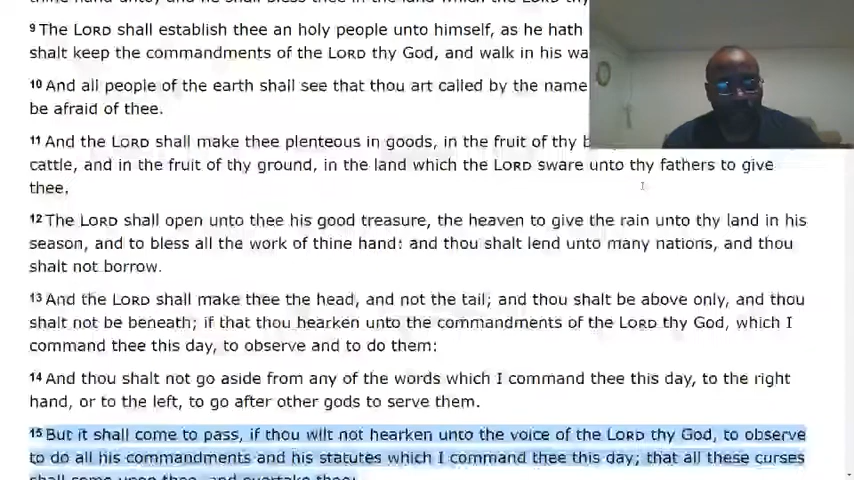 9 The LORD shall establish thee an holy people unto himself, as he hath
shalt keep the commandments of the LORD thy God, and walk in his wa
10 And all people of the earth shall see that thou art called by the name
be afraid of thee.
11 And the LORD shall make thee plenteous in goods, in the fruit of thy b
cattle, and in the fruit of thy ground, in the land which the LORD sware unto thy fathers to give
thee.
12 The LORD shall open unto thee his good treasure, the heaven to give the rain unto thy land in his
season, and to bless all the work of thine hand: and thou shalt lend unto many nations, and thou
shalt not borrow.
13 And the LORD shall make thee the head, and not the tail; and thou shalt be above only, and thou
shalt not be beneath; if that thou hearken unto the commandments of the LORD thy God, which I
command thee this day, to observe and to do them:
14 And thou shalt not go aside from any of the words which I command thee this day, to the right
hand, or to the left, to go after other gods to serve them.
15 But it shall come to pass, if thou wilt not hearken unto the voice of the LORD thy God, to observe
to do all his commandments and his statutes which I command thee this day; that all these curses
shall come upon thee, and overtake thee: